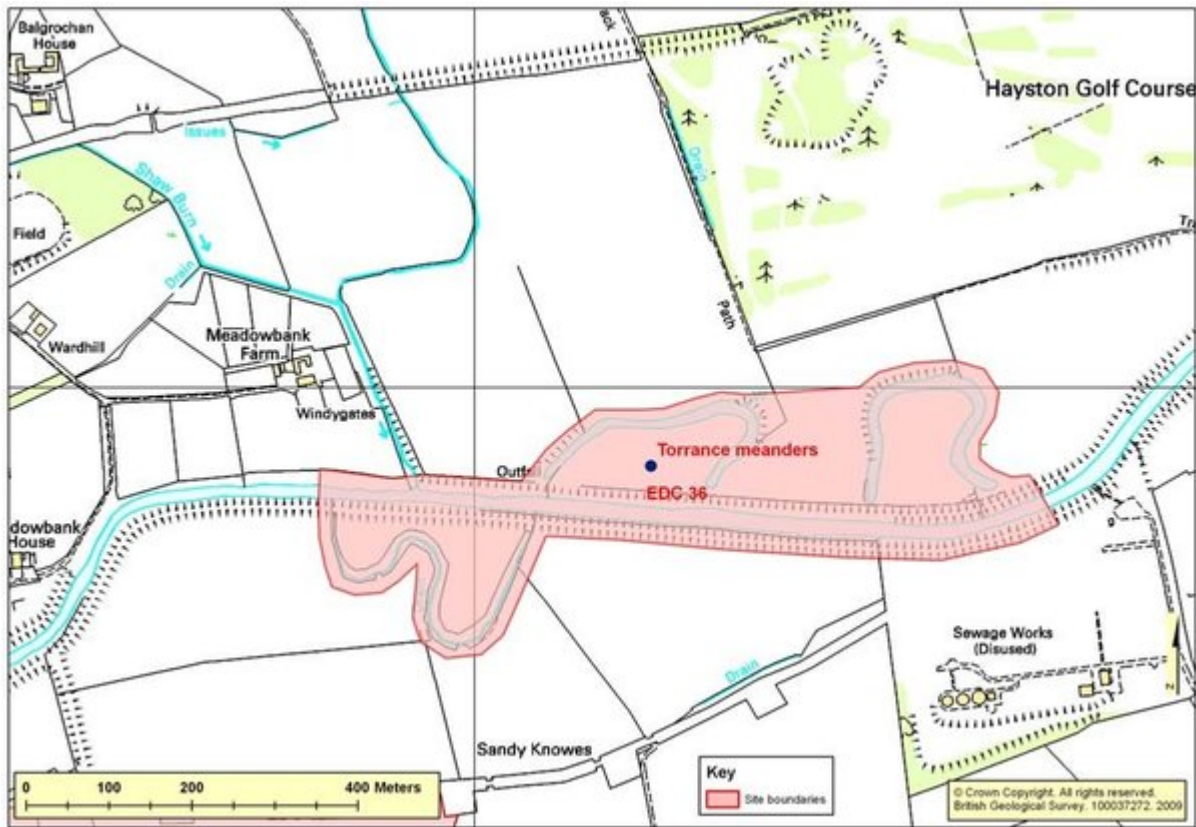 Balgrochan
House
Track
Hayston Golf Course
Issues
Drain
Shaw Burn
Field
Drain
Path
Meadowbank
Farm
Wardhill
Windygates
Torrance meanders
EDC 36
Sewage Works
(Disused)
Drain
Sandy Knowes
House
0 100 200 400 Meters
Key
Site boundaries
N
© Crown Copyright. All rights reserved.
British Geological Survey. 100037272. 2009